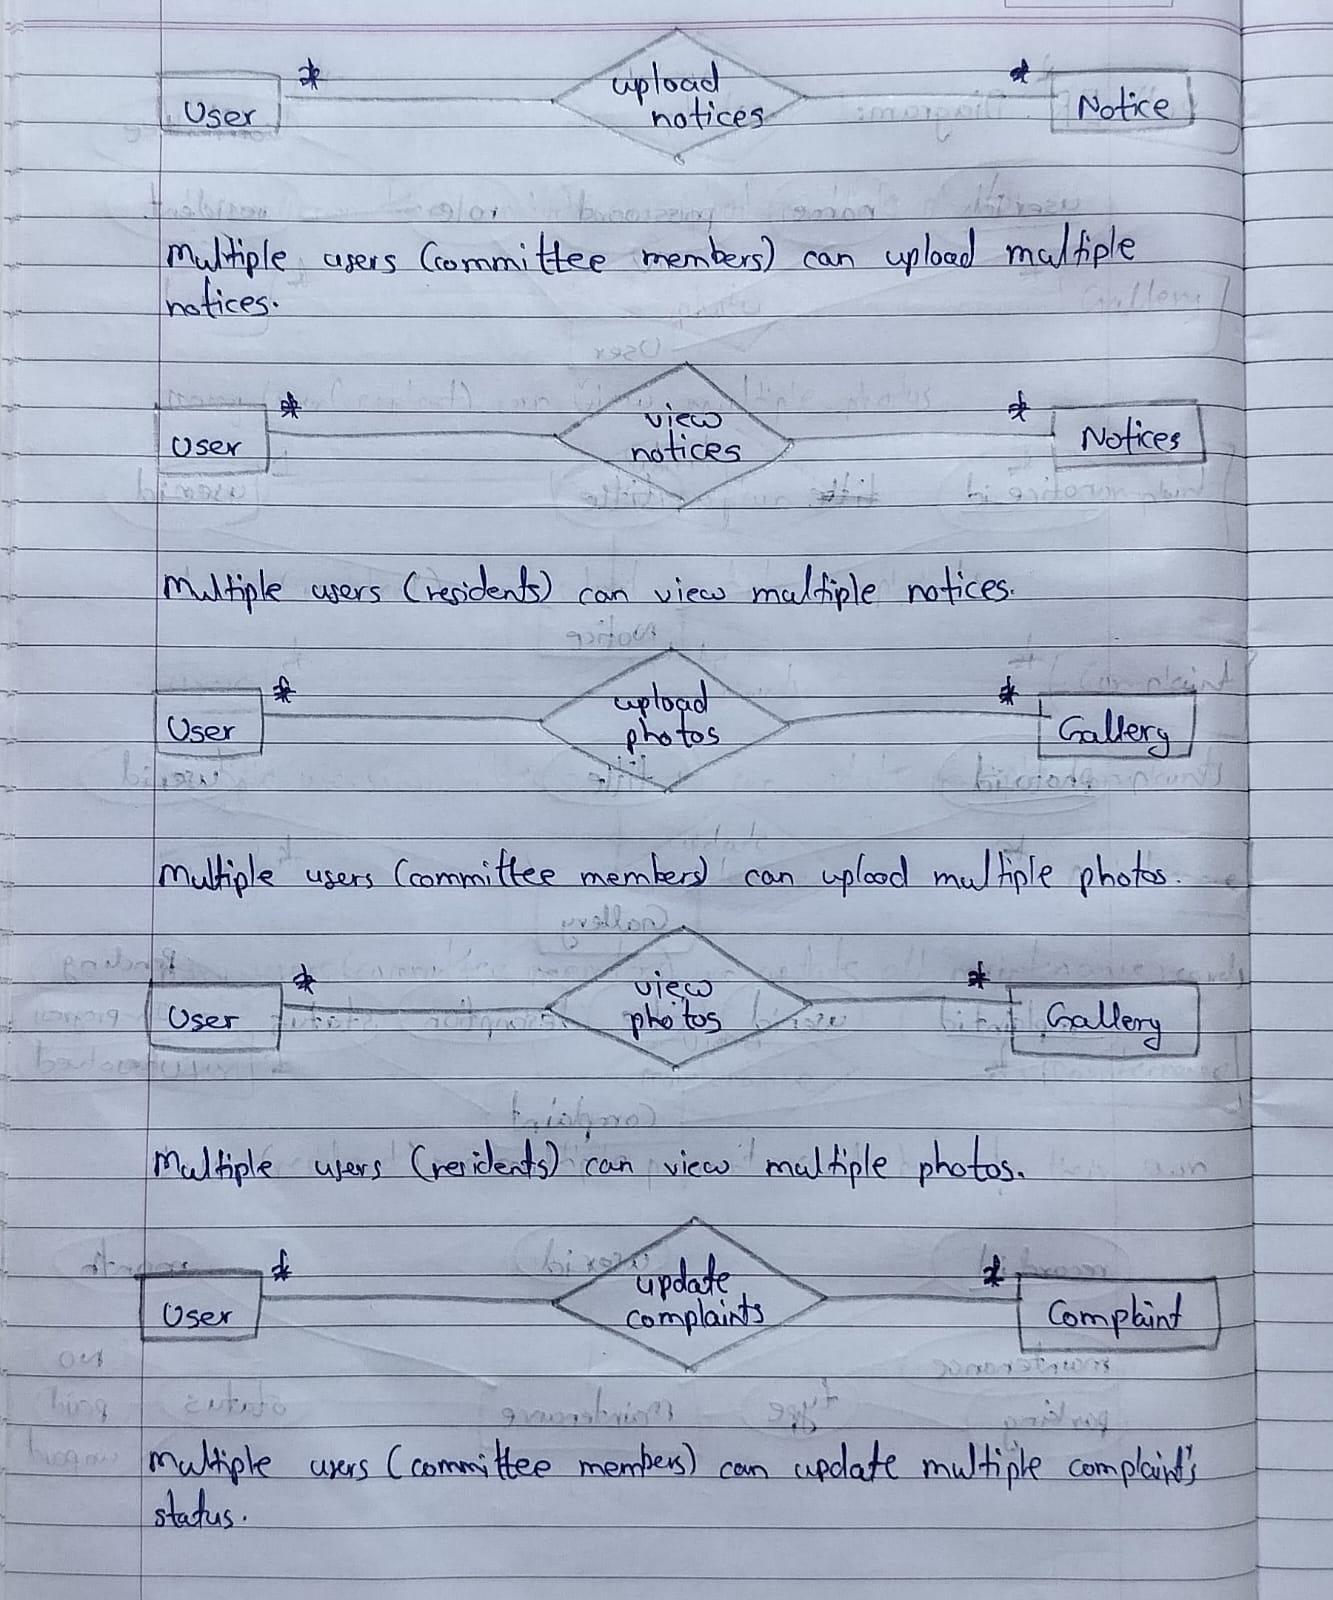 * *
User upload Notice
notices
Multiple users (committee members) can upload multiple
notices.
* *
User view Notices
notices
Multiple users (residents) can view multiple notices.
* *
User upload Gallery
photos
Multiple users (committee members) can upload multiple photos.
* *
User view Gallery
photos
Multiple users (residents) can view multiple photos.
* *
User update Complaint
complaints
Multiple users (committee members) can update multiple complaint's
status.